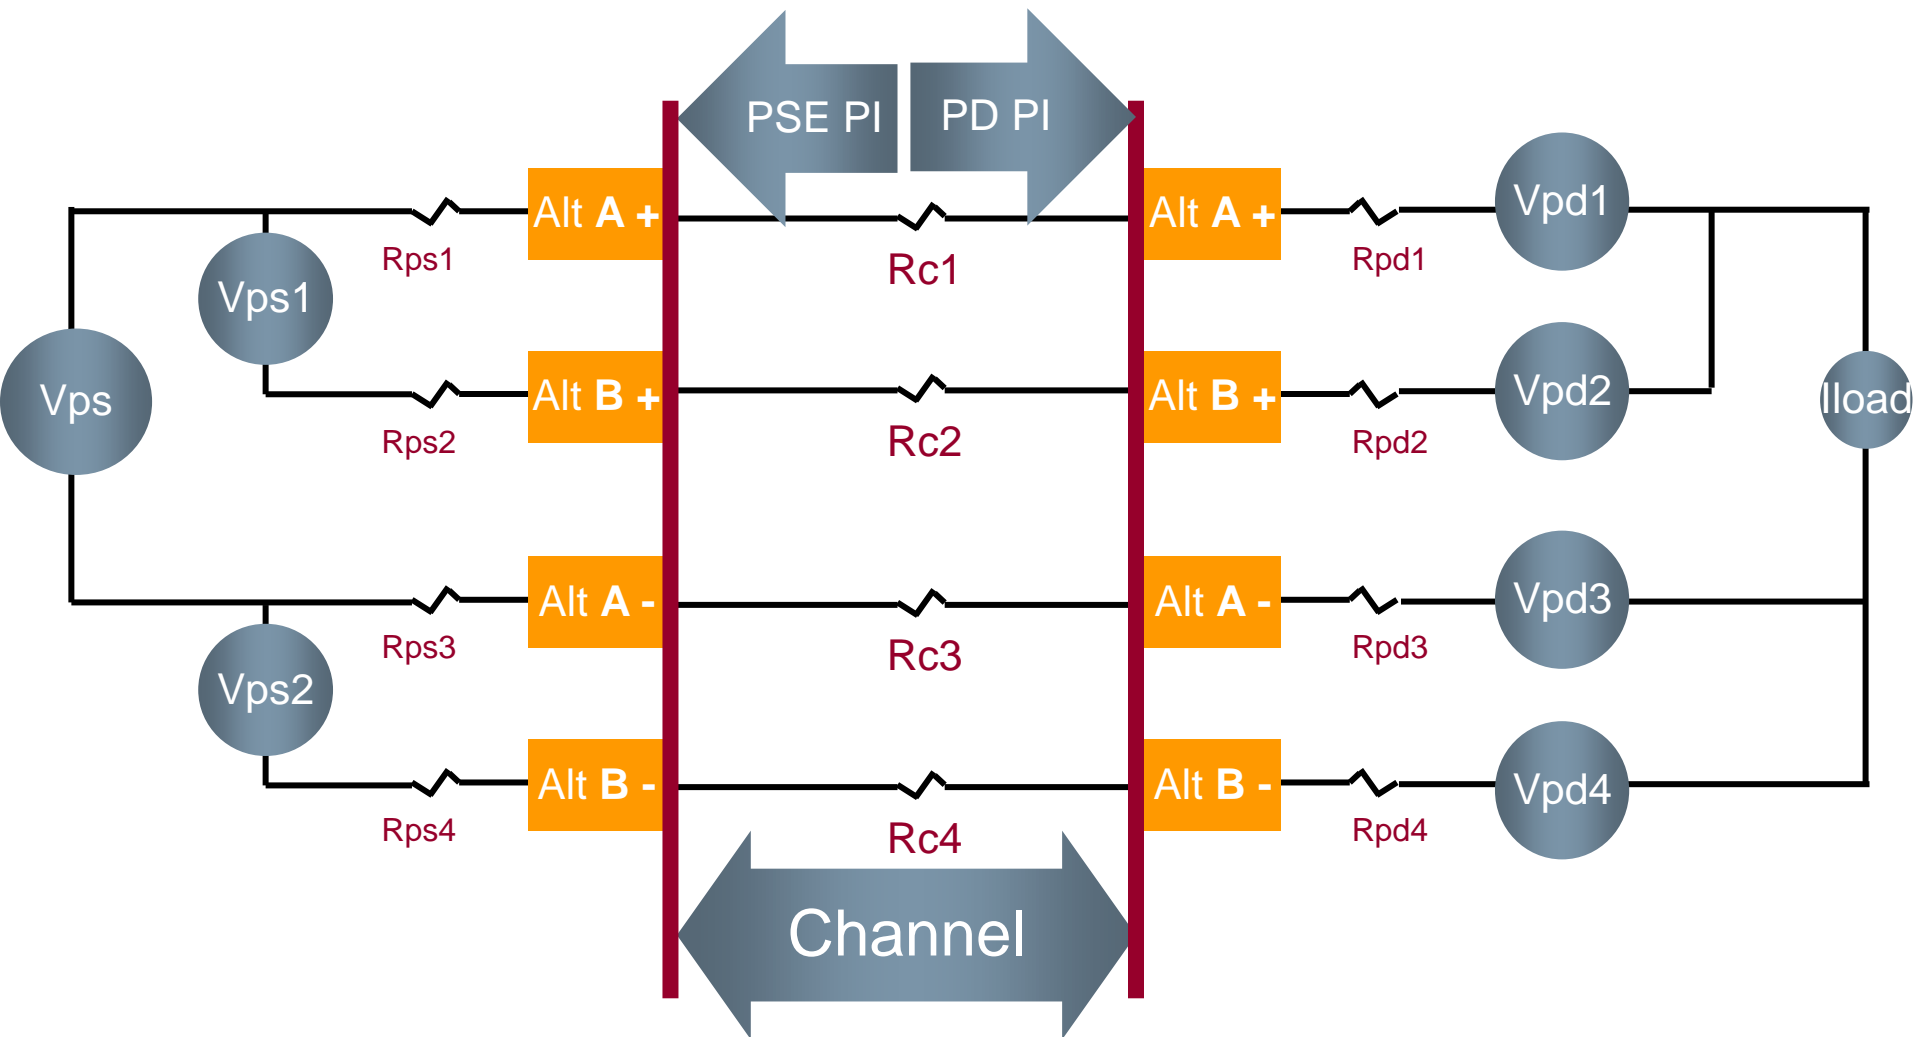 PSE PI
PD PI
Alt A +
Alt A +
Vpd1
Rps1
Rc1
Rpd1
Vps1
Vps
Alt B +
Alt B +
Vpd2
Iload
Rps2
Rc2
Rpd2
Alt A -
Alt A -
Vpd3
Rps3
Rc3
Rpd3
Vps2
Alt B -
Alt B -
Vpd4
Rps4
Rc4
Rpd4
Channel